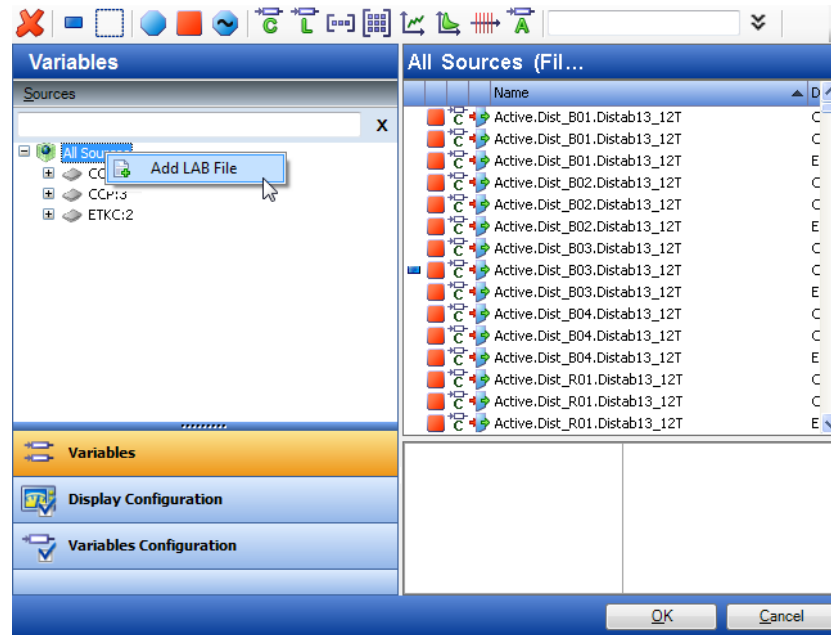 Variables
All Sources (Fil...
Sources
Name
D
X
All Sou
Add LAB File
CCP:3
ETKC:2
Active.Dist_B01.Distab13_12T
Active.Dist_B01.Distab13_12T
Active.Dist_B01.Distab13_12T
Active.Dist_B02.Distab13_12T
Active.Dist_B02.Distab13_12T
Active.Dist_B02.Distab13_12T
Active.Dist_B03.Distab13_12T
Active.Dist_B03.Distab13_12T
Active.Dist_B03.Distab13_12T
Active.Dist_B04.Distab13_12T
Active.Dist_B04.Distab13_12T
Active.Dist_B04.Distab13_12T
Active.Dist_R01.Distab13_12T
Active.Dist_R01.Distab13_12T
Active.Dist_R01.Distab13_12T
Variables
Display Configuration
Variables Configuration
OK
Cancel